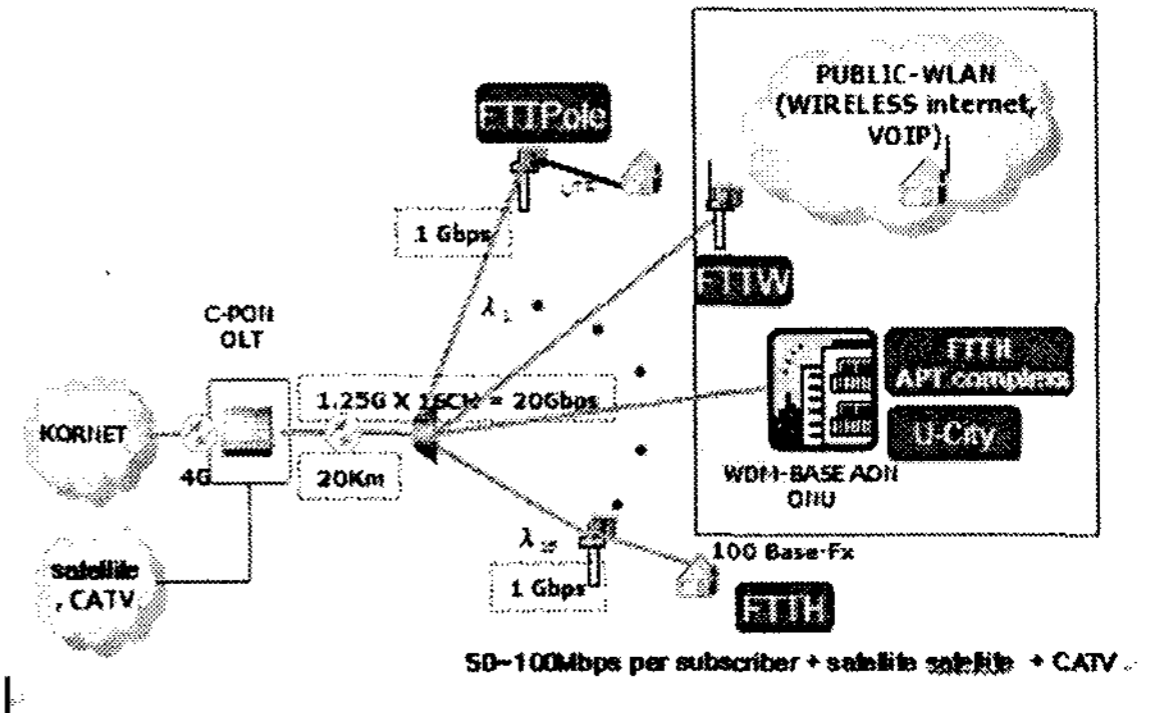 PUBLIC-WLAN
(WIRELESS internet,
VOIP)
FTTPole
UTP
1 Gbps
FTTW
λ
C-PON
OLT
FTTH
APT complex
1.25G X 16CH = 20Gbps
KORNET
U-City
4G
20Km
WDM-BASE AON
ONU
λ
100 Base-Fx
satellite
, CATV
1 Gbps
FTTH
50~100Mbps per subscriber + satellite satellite + CATV